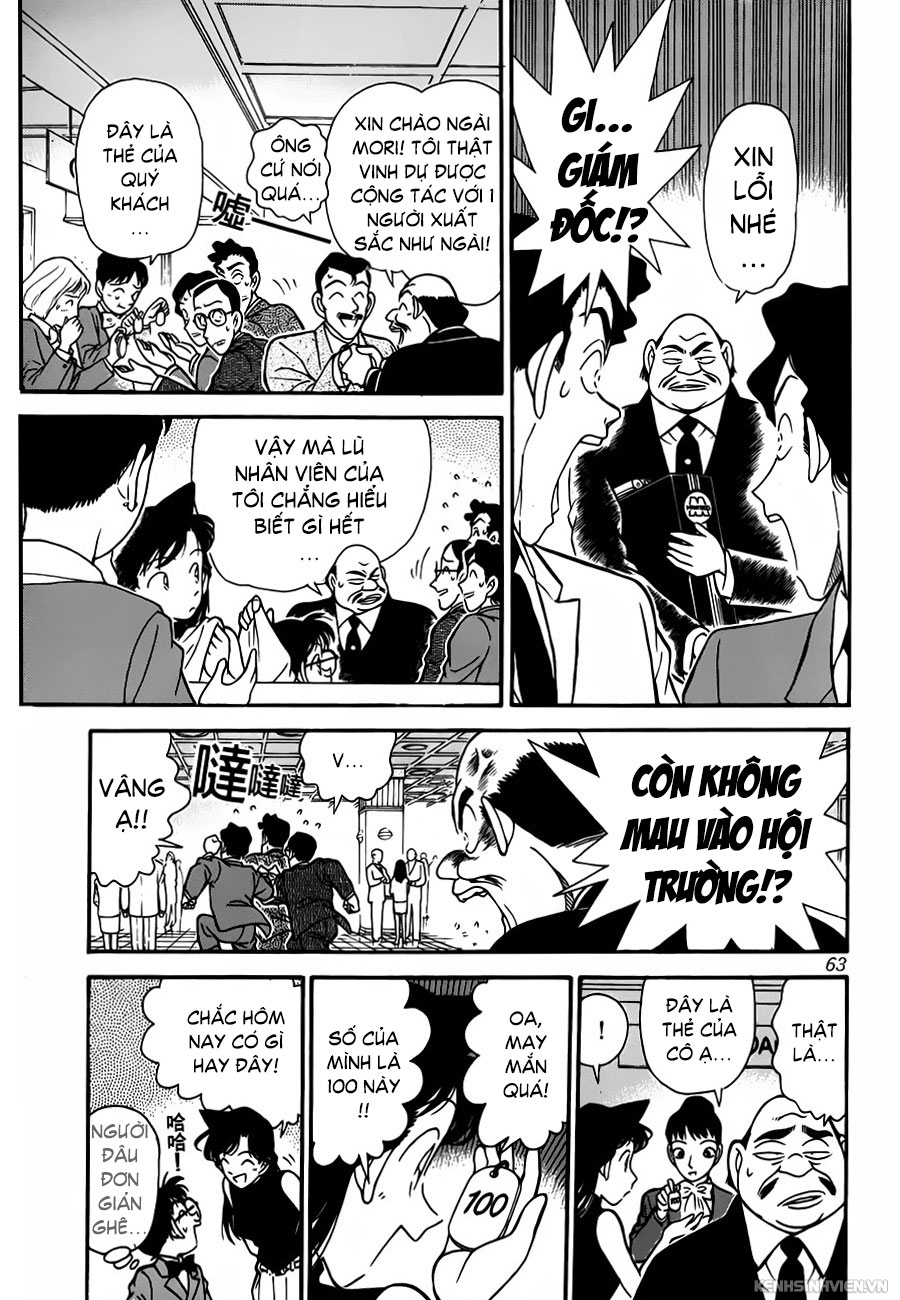 XIN
LỖI
NHÉ
...
GI...
GIÁM
ĐỐC!?
XIN CHÀO NGÀI
MORI! TÔI THẬT
VINH DỰ ĐƯỢC
CỘNG TÁC VỚI 1
NGƯỜI XUẤT
SẮC NHƯ NGÀI!
ÔNG
CỨ NÓI
QUÁ...
嘘
ĐÂY LÀ
THẺ CỦA
QUÝ
KHÁCH
...
VẬY MÀ LŨ
NHÂN VIÊN CỦA
TÔI CHẲNG HIỂU
BIẾT GÌ HẾT
...
CÒN KHÔNG
MAU VÀO HỘI
TRƯỜNG!?
V...
噠噠噠
VÂNG
Ạ!!
63
THẬT
LÀ...
ĐÂY LÀ
THẺ CỦA
CÔ Ạ...
!
OA,
MAY
MẮN
QUÁ!
SỐ CỦA
MÌNH LÀ
100 NÀY
!!
100
CHẮC HÔM
NAY CÓ GÌ
HAY ĐÂY!
哈哈!
NGƯỜI
ĐÂU
ĐƠN
GIẢN
GHÊ...
KENHSINHVIEN.VN